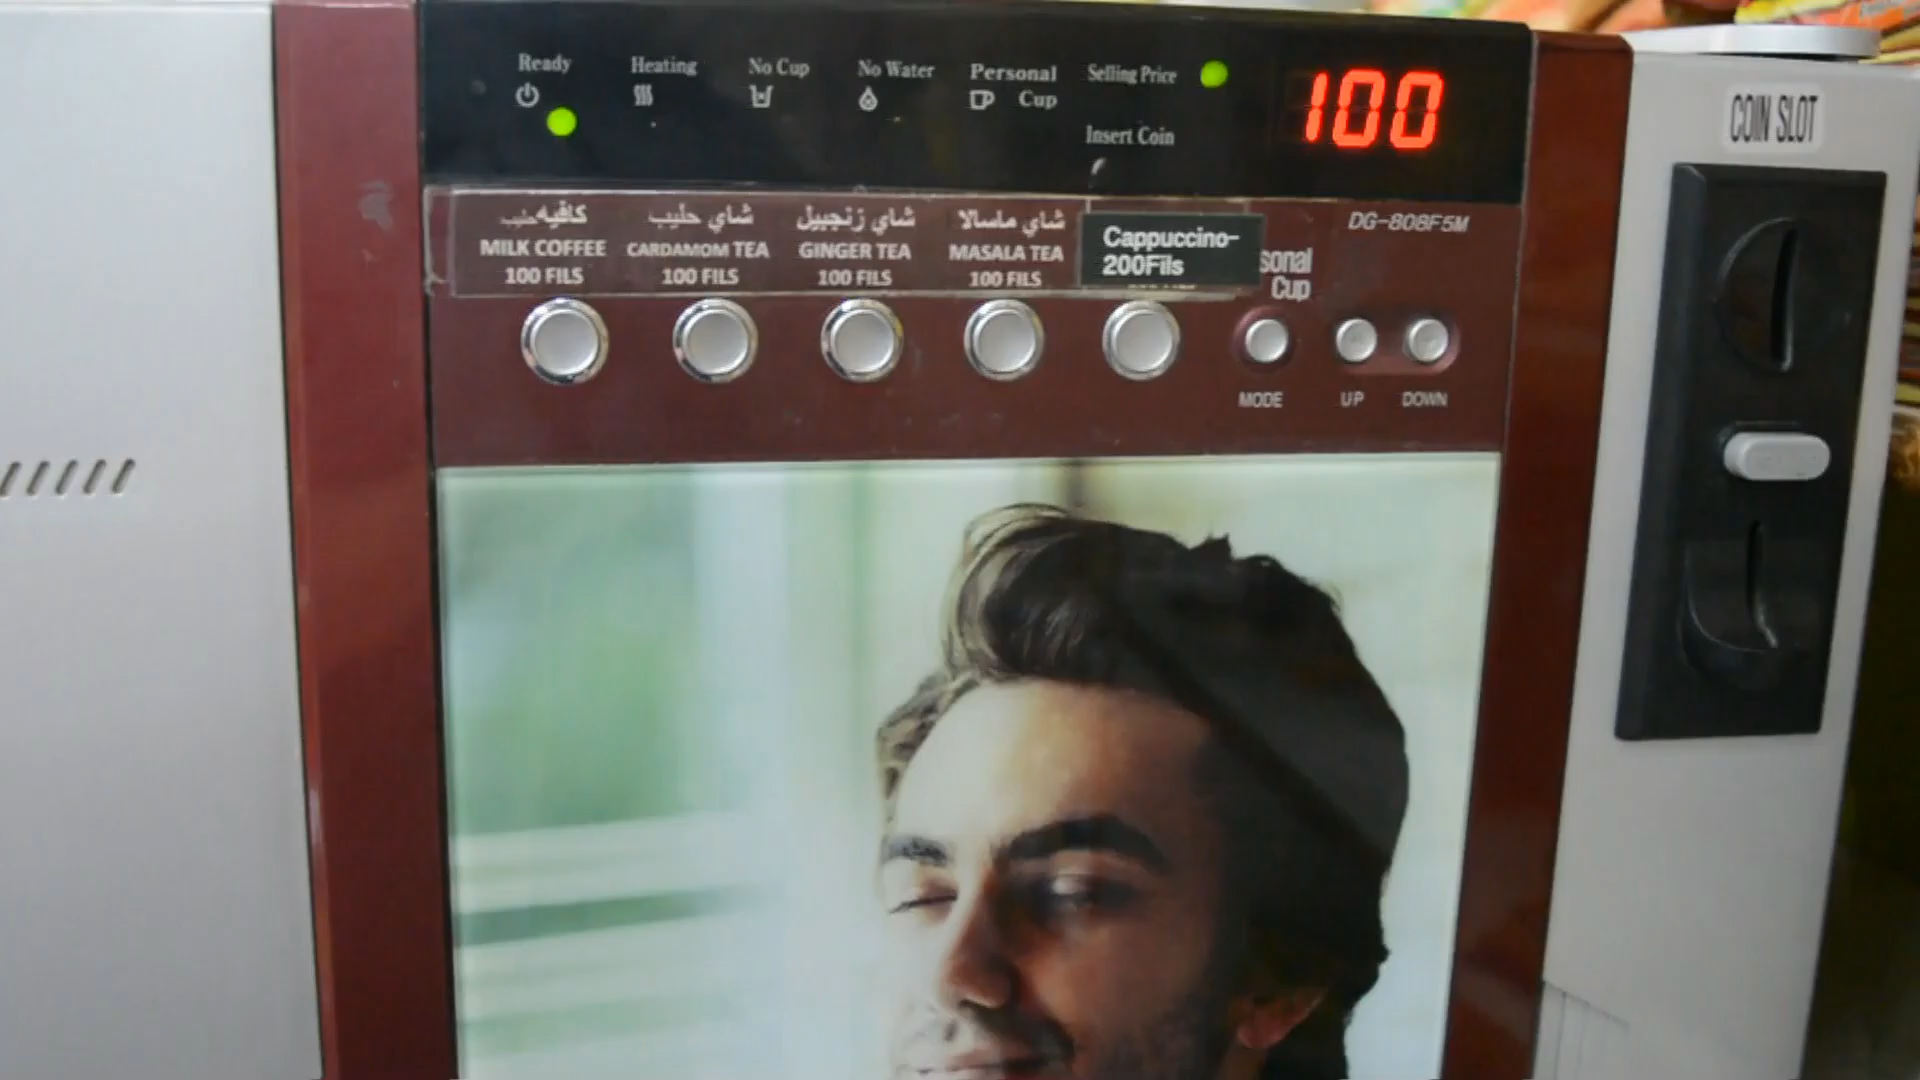 Ready
Heating
No Cup
No Water
Personal
Cup
Selling Price
Insert Coin
100
COIN SLOT
كافيه حليب
MILK COFFEE
100 FILS
شاي حليب
CARDAMOM TEA
100 FILS
شاي زنجبيل
GINGER TEA
100 FILS
شاي ماسالا
MASALA TEA
100 FILS
Cappuccino-
200Fils
sonal
Cup
DG-808F5M
MODE
UP
DOWN